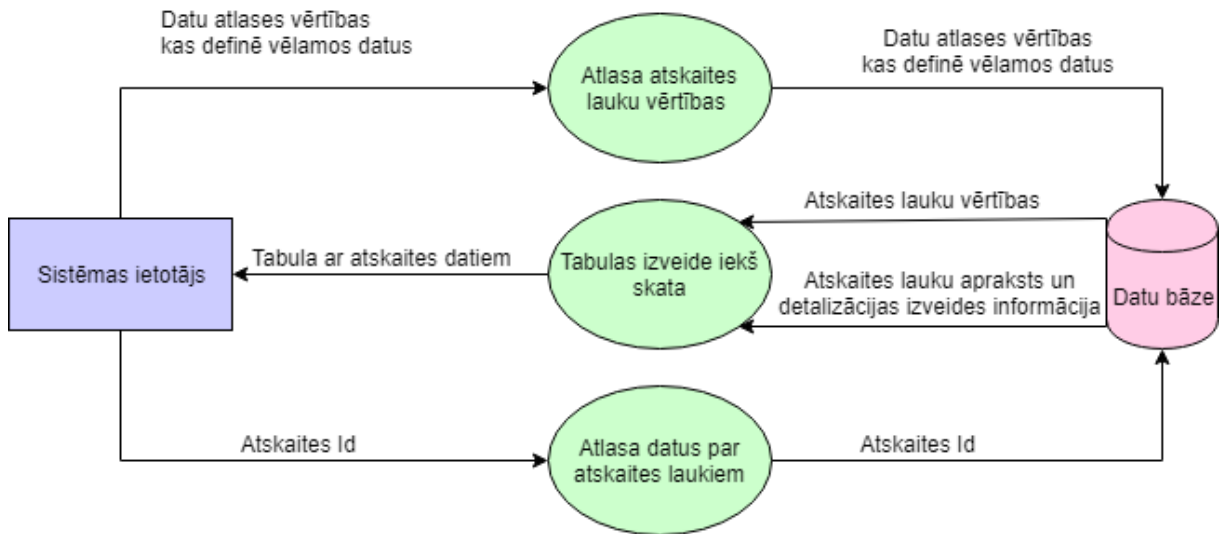 Datu atlases vērtības
kas definē vēlamos datus
Atlasa atskaites
lauku vērtības
Datu atlases vērtības
kas definē vēlamos datus
Sistēmas ietotājs
Tabula ar atskaites datiem
Tabulas izveide iekš
skata
Atskaites lauku vērtības
Atskaites lauku apraksts un
detalizācijas izveides informācija
Datu bāze
Atskaites Id
Atlasa datus par
atskaites laukiem
Atskaites Id